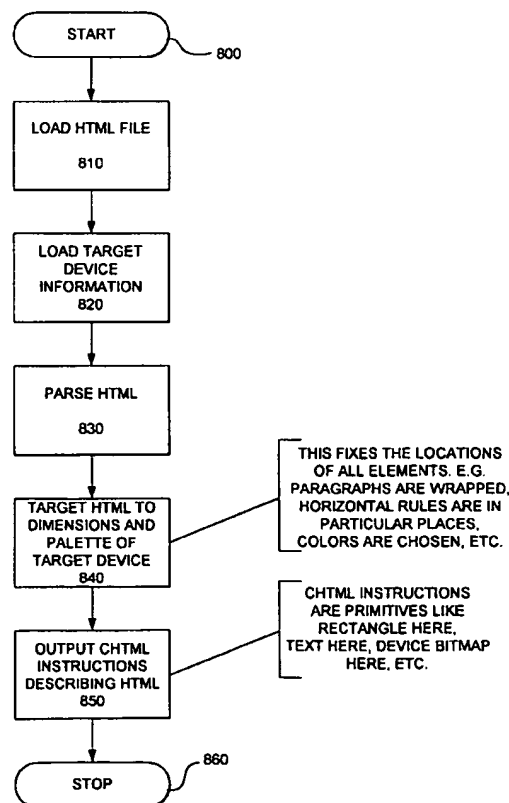 START
800
LOAD HTML FILE
810
LOAD TARGET
DEVICE
INFORMATION
820
PARSE HTML
830
TARGET HTML TO
DIMENSIONS AND
PALETTE OF
TARGET DEVICE
840
THIS FIXES THE LOCATIONS
OF ALL ELEMENTS. E.G.
PARAGRAPHS ARE WRAPPED,
HORIZONTAL RULES ARE IN
PARTICULAR PLACES,
COLORS ARE CHOSEN, ETC.
OUTPUT CHTML
INSTRUCTIONS
DESCRIBING HTML
850
CHTML INSTRUCTIONS
ARE PRIMITIVES LIKE
RECTANGLE HERE,
TEXT HERE, DEVICE BITMAP
HERE, ETC.
860
STOP